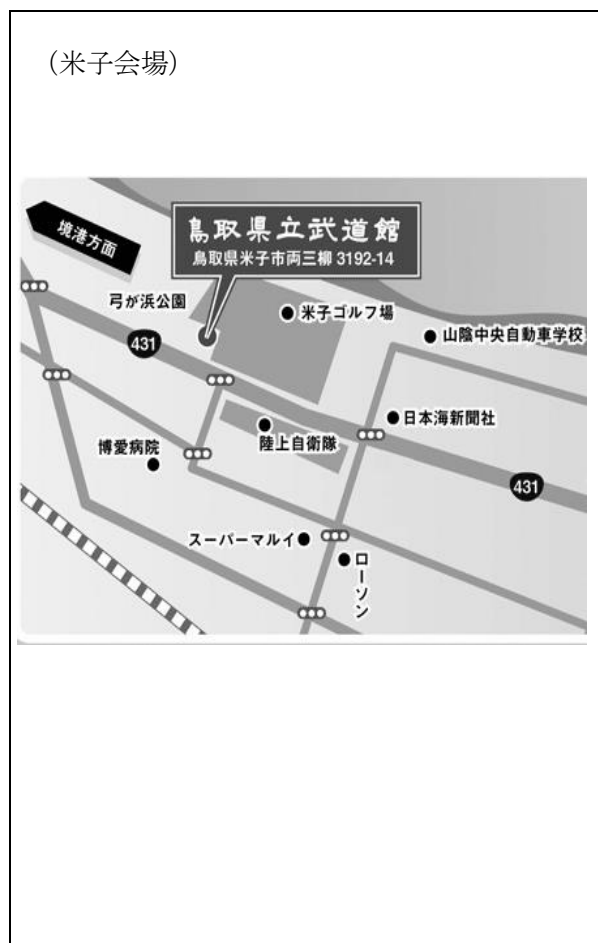 （米子会場）
境港方面
鳥取県立武道館
鳥取県米子市両三柳 3192-14
弓が浜公園
米子ゴルフ場
山陰中央自動車学校
431
日本海新聞社
陸上自衛隊
博愛病院
431
スーパーマルイ
ローソン